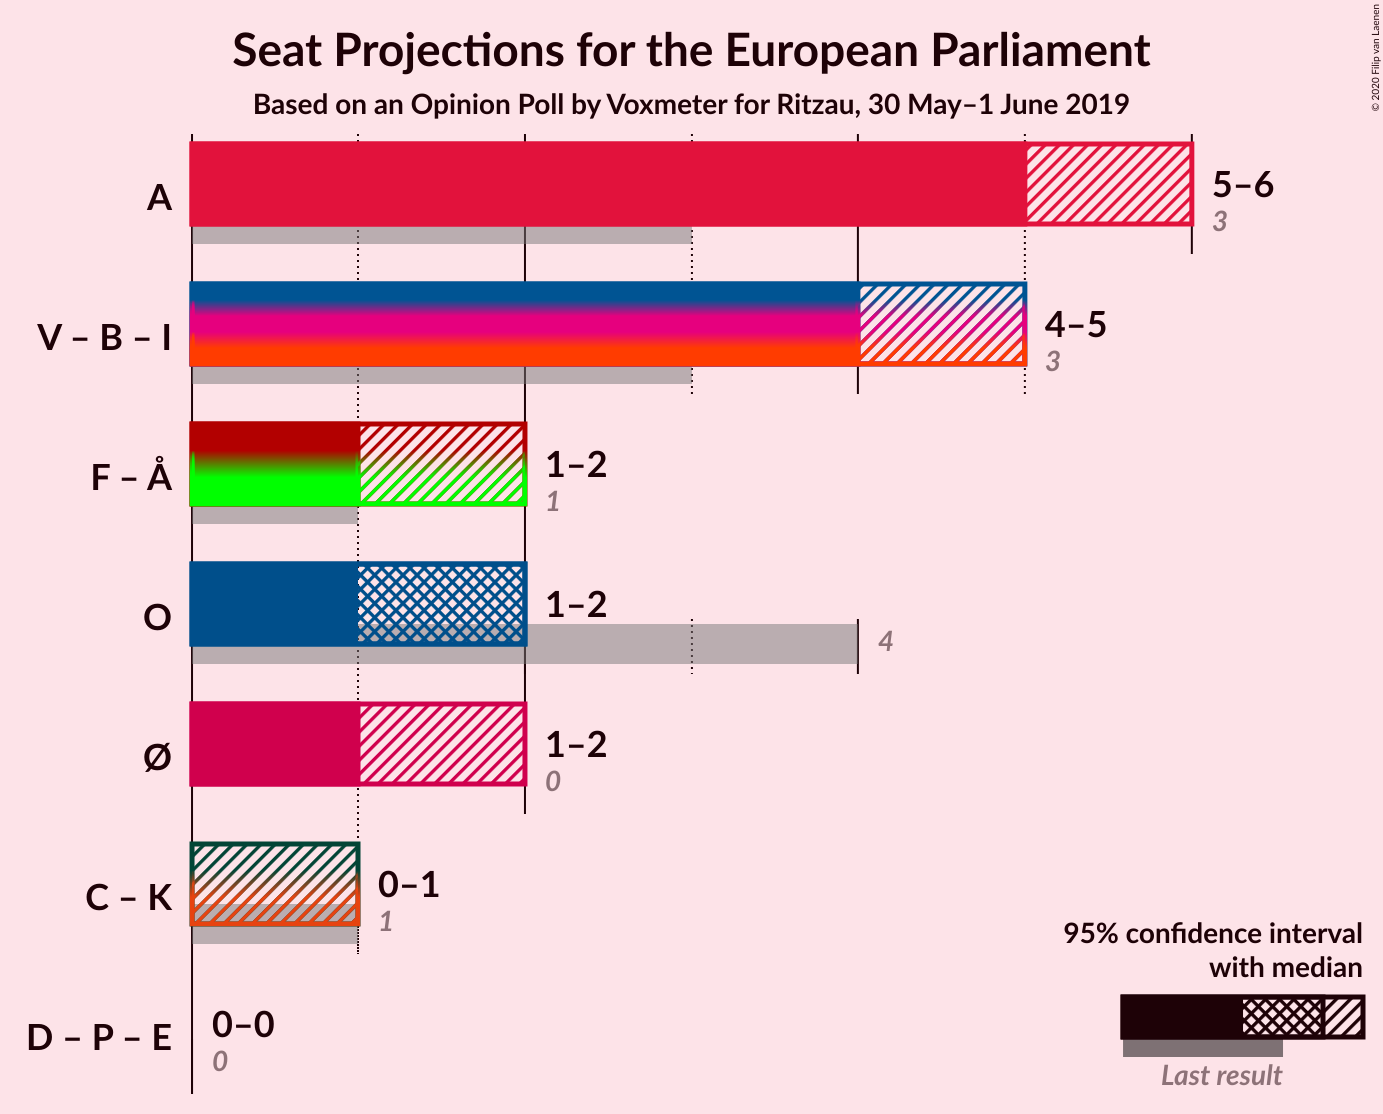 Seat Projections for the European Parliament
Based on an Opinion Poll by Voxmeter for Ritzau, 30 May–1 June 2019
© 2020 Filip van Laenen
A
5–6
3
V – B – I
4–5
3
F – Å
1–2
1
O
1–2
4
Ø
1–2
0
C – K
0–1
1
D – P – E
0–0
0
95% confidence interval
with median
Last result